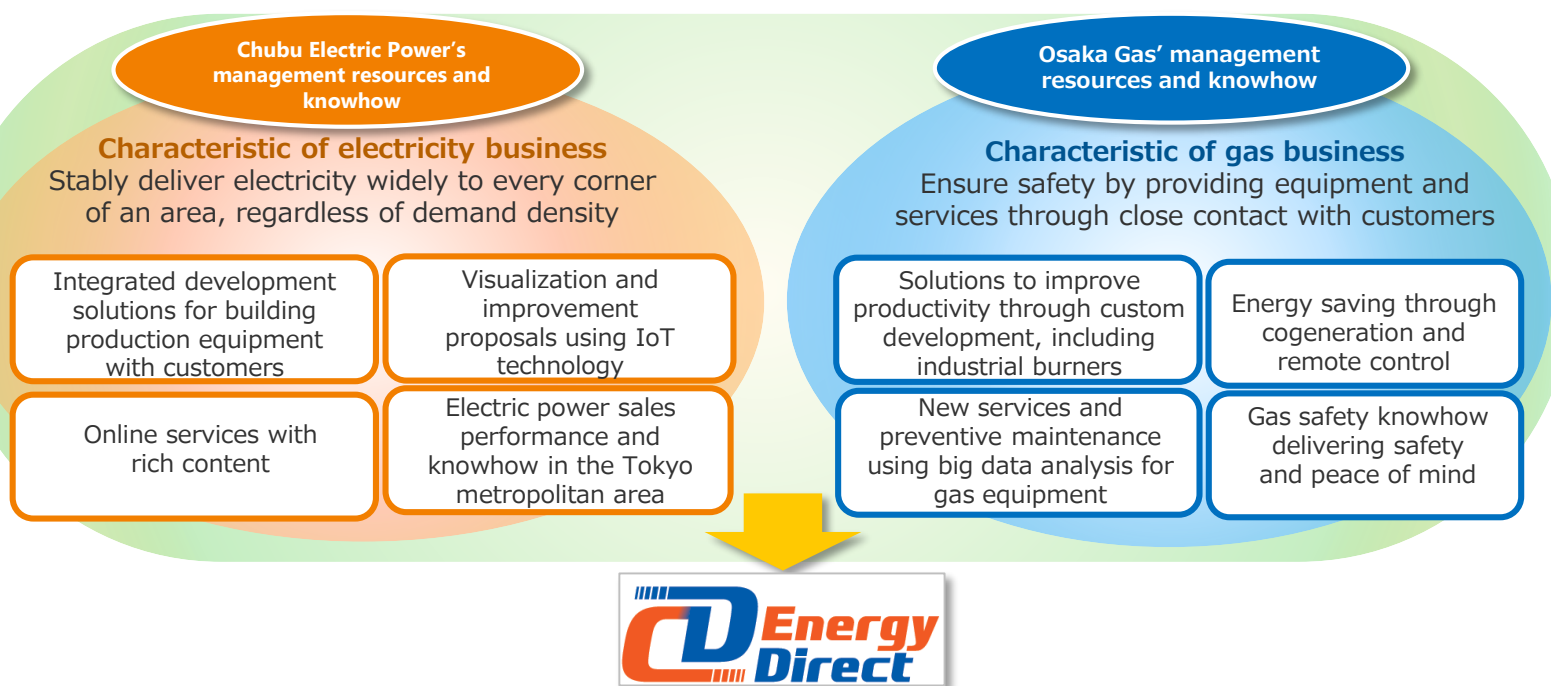 Chubu Electric Power's
management resources and
knowhow
Characteristic of electricity business
Stably deliver electricity widely to every corner
of an area, regardless of demand density
Integrated development
solutions for building
production equipment
with customers
Visualization and
improvement
proposals using IoT
technology
Online services with
rich content
Electric power sales
performance and
knowhow in the Tokyo
metropolitan area
Osaka Gas' management
resources and knowhow
Characteristic of gas business
Ensure safety by providing equipment and
services through close contact with customers
Solutions to improve
productivity through custom
development, including
industrial burners
Energy saving through
cogeneration and
remote control
New services and
preventive maintenance
using big data analysis for
gas equipment
Gas safety knowhow
delivering safety
and peace of mind
CD Energy
Direct